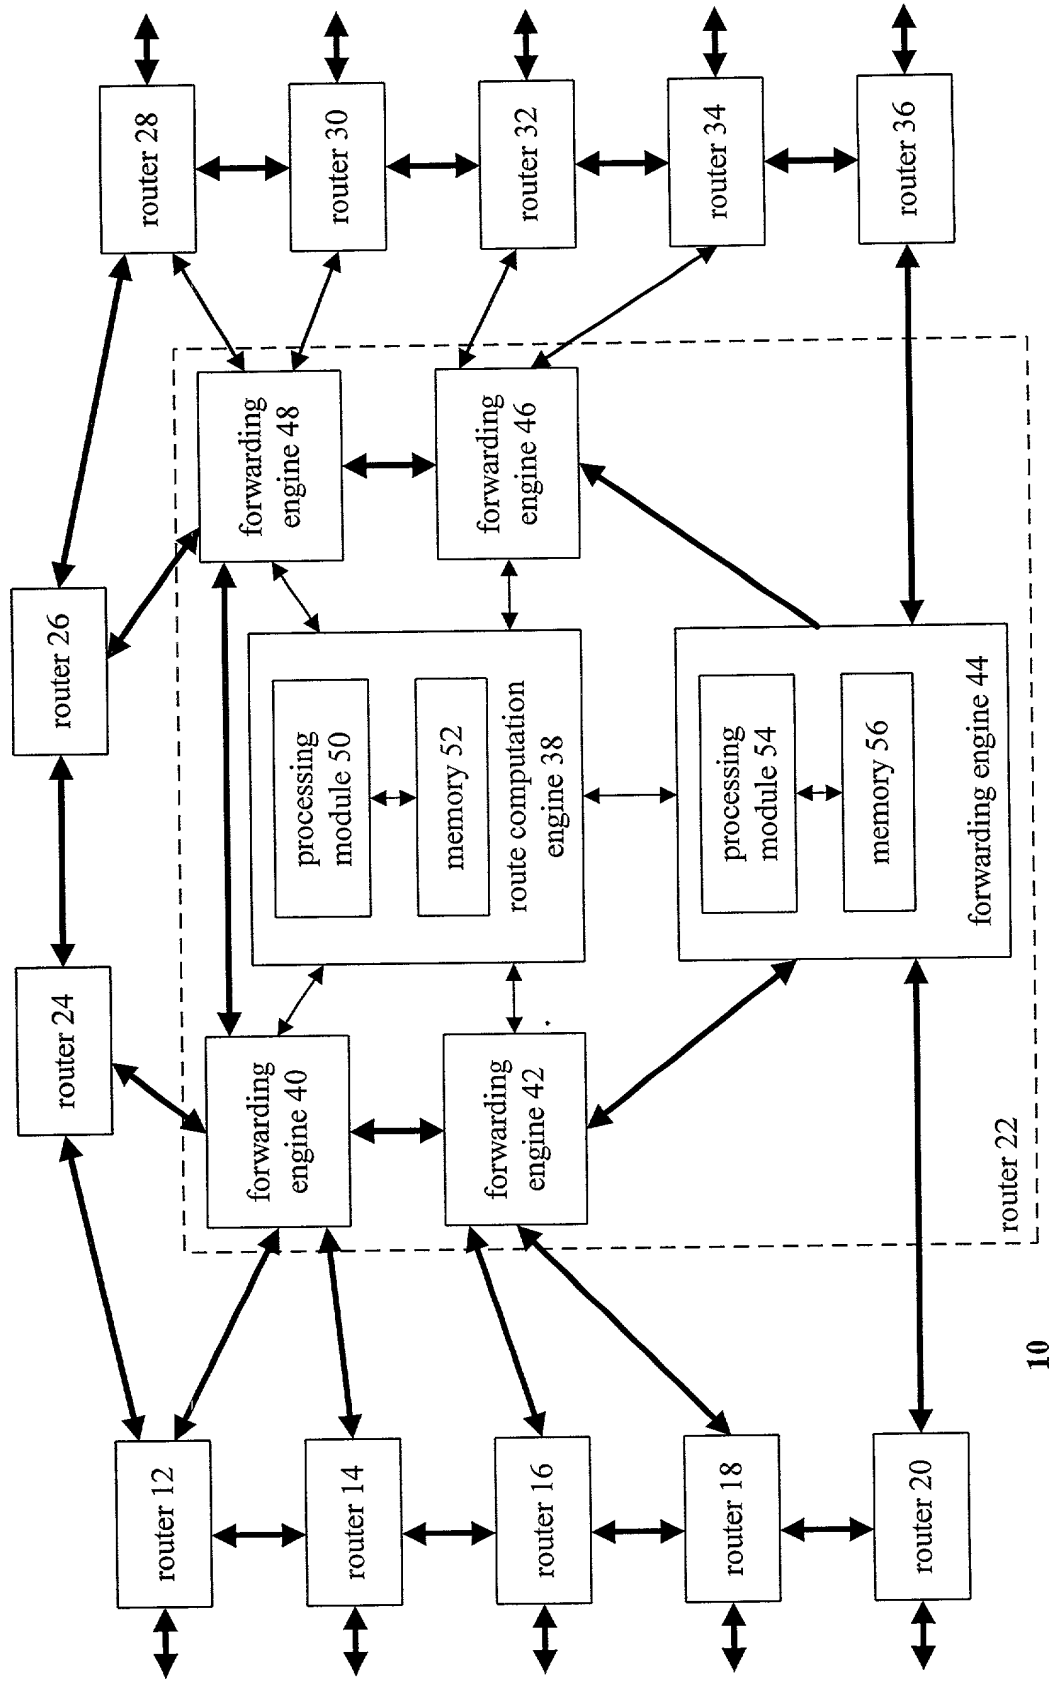 router 12
router 14
router 16
router 18
router 20
router 24
router 26
router 28
router 30
router 32
router 34
router 36
forwarding
engine 40
forwarding
engine 42
processing
module 50
memory 52
route computation
engine 38
forwarding
engine 48
forwarding
engine 46
processing
module 54
memory 56
forwarding engine 44
router 22
10